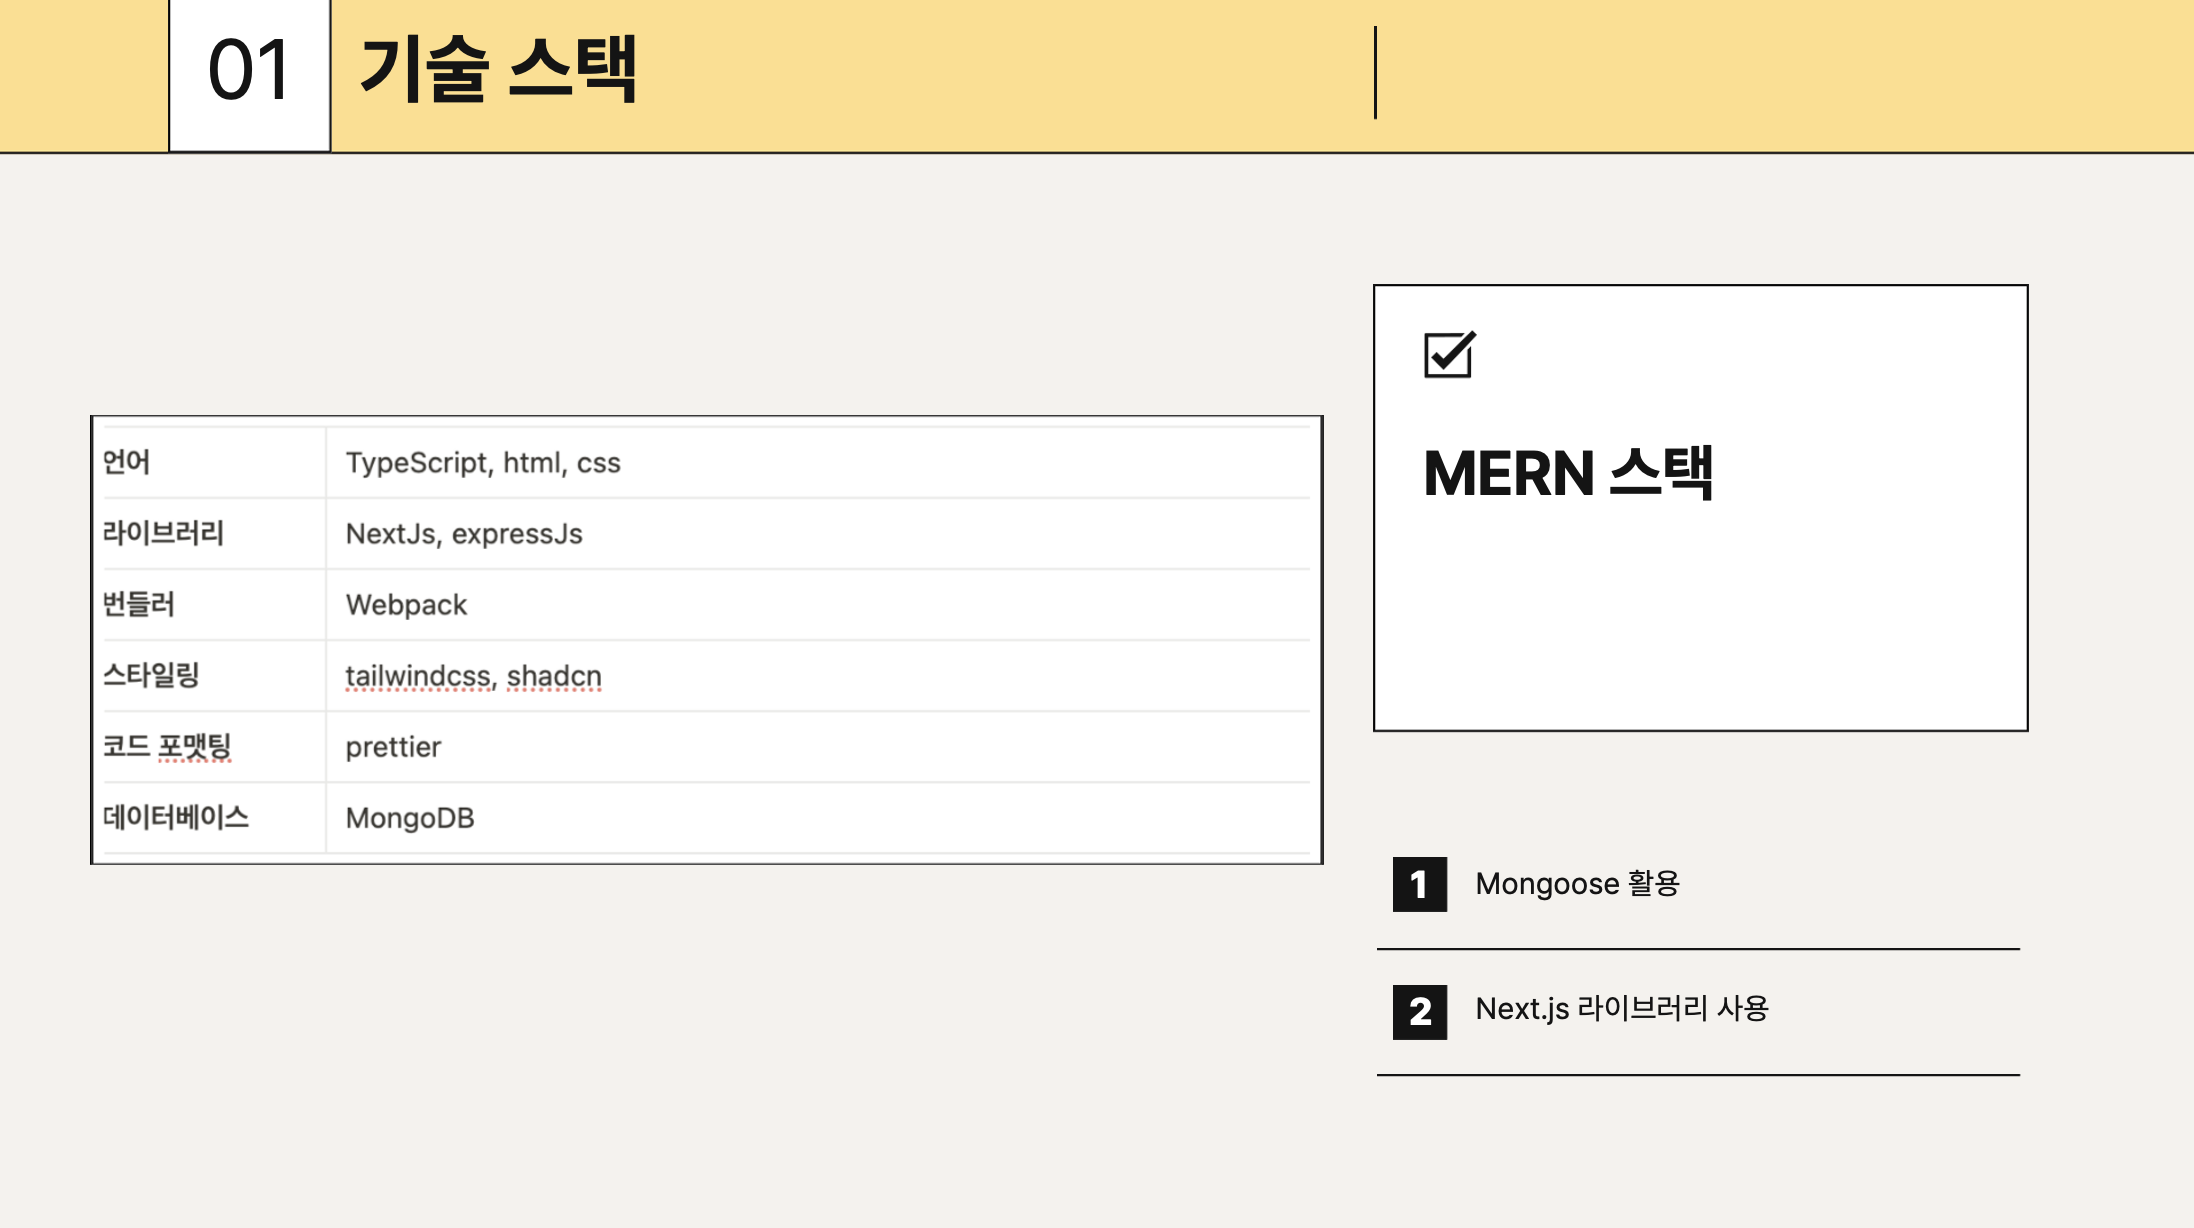 01 기술 스택
언어 TypeScript, html, css
라이브러리 NextJs, expressJs
번들러 Webpack
스타일링 tailwindcss, shadcn
코드 포맷팅 prettier
데이터베이스 MongoDB
MERN 스택
1 Mongoose 활용
2 Next.js 라이브러리 사용